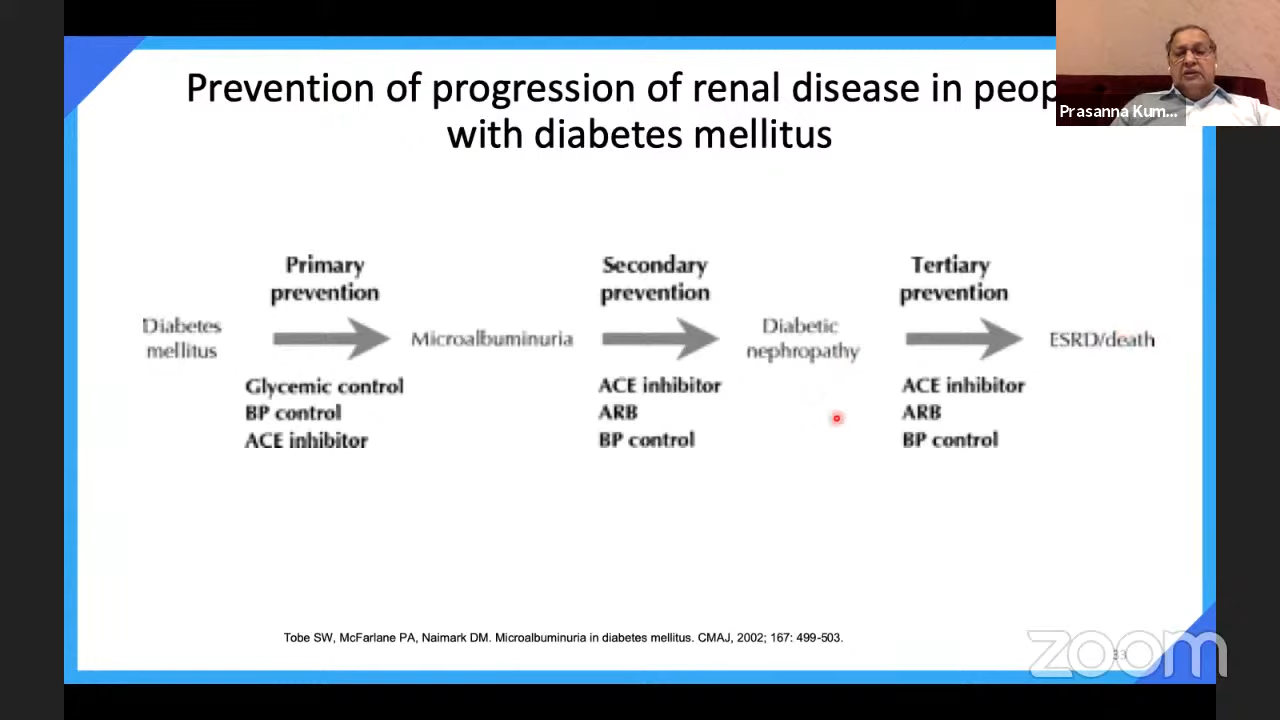 Prevention of progression of renal disease in peop
with diabetes mellitus
Prasanna Kum...
Primary
prevention
Secondary
prevention
Tertiary
prevention
Diabetes
mellitus
Microalbuminuria
Diabetic
nephropathy
ESRD/death
Glycemic control
BP control
ACE inhibitor
ACE inhibitor
ARB
BP control
ACE inhibitor
ARB
BP control
Tobe SW, McFarlane PA, Naimark DM. Microalbuminuria in diabetes mellitus. CMAJ, 2002; 167: 499-503.
33
zoom